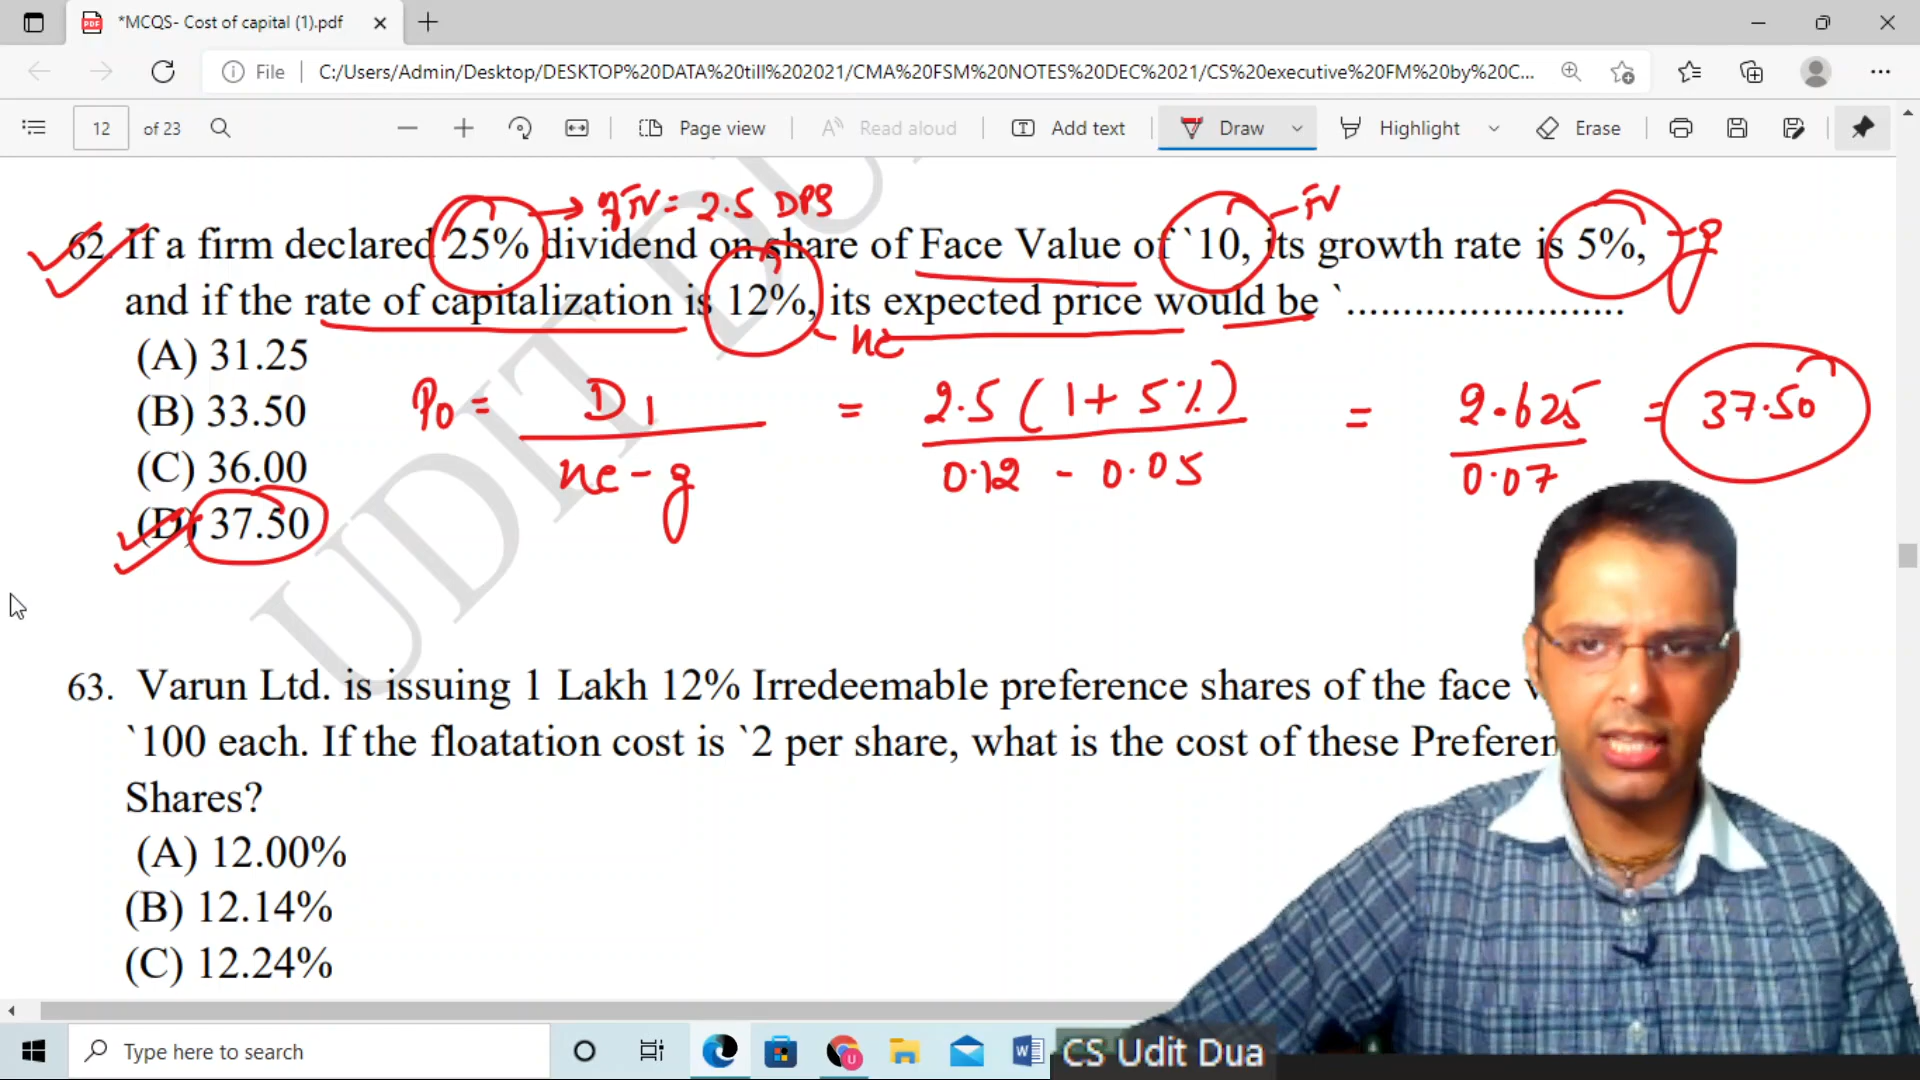 *MCQS- Cost of capital (1).pdf
File
C:/Users/Admin/Desktop/DESKTOP%20DATA%20till%202021/CMA%20FSM%20NOTES%20DEC%2021/CS%20executive%20FM%20by%20C...
12 of 23
Page view
Read aloud
Add text
Draw
Highlight
Erase
FV = 2.5 DPS
FV
62. If a firm declared 25% dividend on share of Face Value of `10, its growth rate is 5%,
g
and if the rate of capitalization is 12%, its expected price would be `.........................
ke
(A) 31.25
(B) 33.50
(C) 36.00
(D) 37.50
P0 = D1 / ke - g = 2.5 (1 + 5%) / 0.12 - 0.05 = 2.625 / 0.07 = 37.50
UDIT DU
63. Varun Ltd. is issuing 1 Lakh 12% Irredeemable preference shares of the face
`100 each. If the floatation cost is `2 per share, what is the cost of these Preferen
Shares?
(A) 12.00%
(B) 12.14%
(C) 12.24%
Type here to search
CS Udit Dua